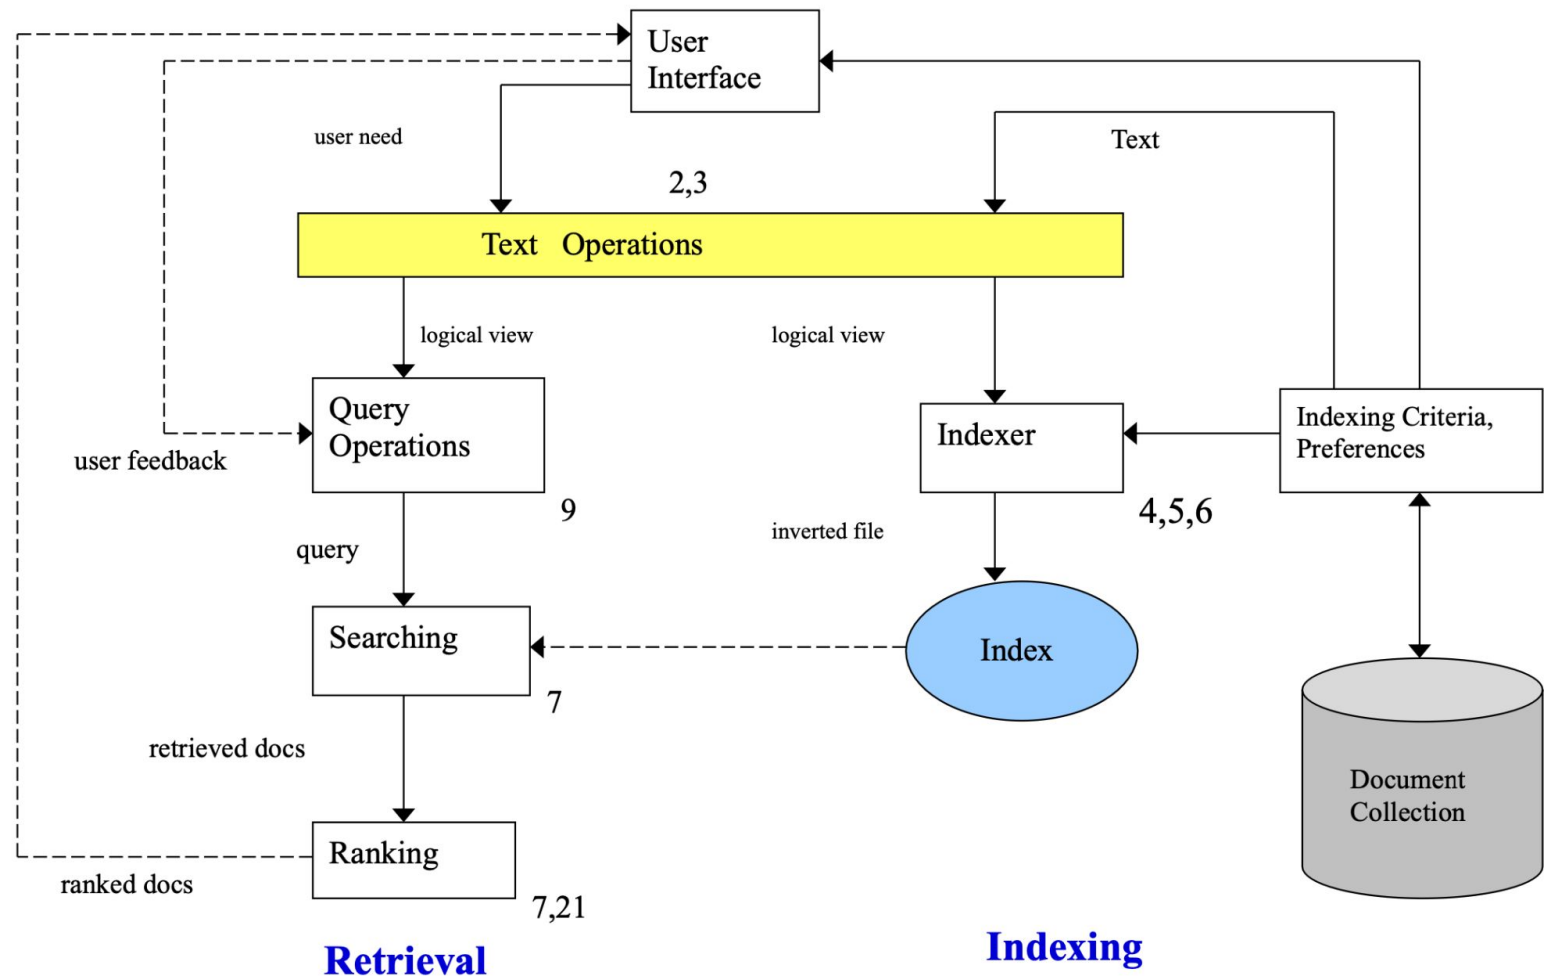 User
Interface
user need
Text
2,3
Text Operations
logical view
logical view
Query
Operations
Indexer
Indexing Criteria,
Preferences
user feedback
9
4,5,6
query
inverted file
Searching
Index
7
retrieved docs
Document
Collection
Ranking
ranked docs
7,21
Retrieval
Indexing